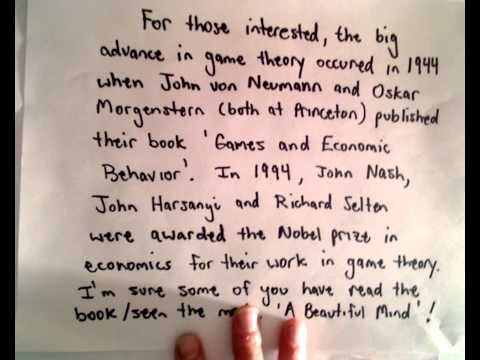 For those interested, the big
advance in game theory occured in 1944
when John von Neumann and Oskar
Morgenstern (both at Princeton) published
their book 'Games and Economic
Behavior'. In 1994, John Nash,
John Harsanyi and Richard Selten
were awarded the Nobel prize in
economics for their work in game theory.
I'm sure some of you have read the
book/seen the 'A Beautiful Mind'!